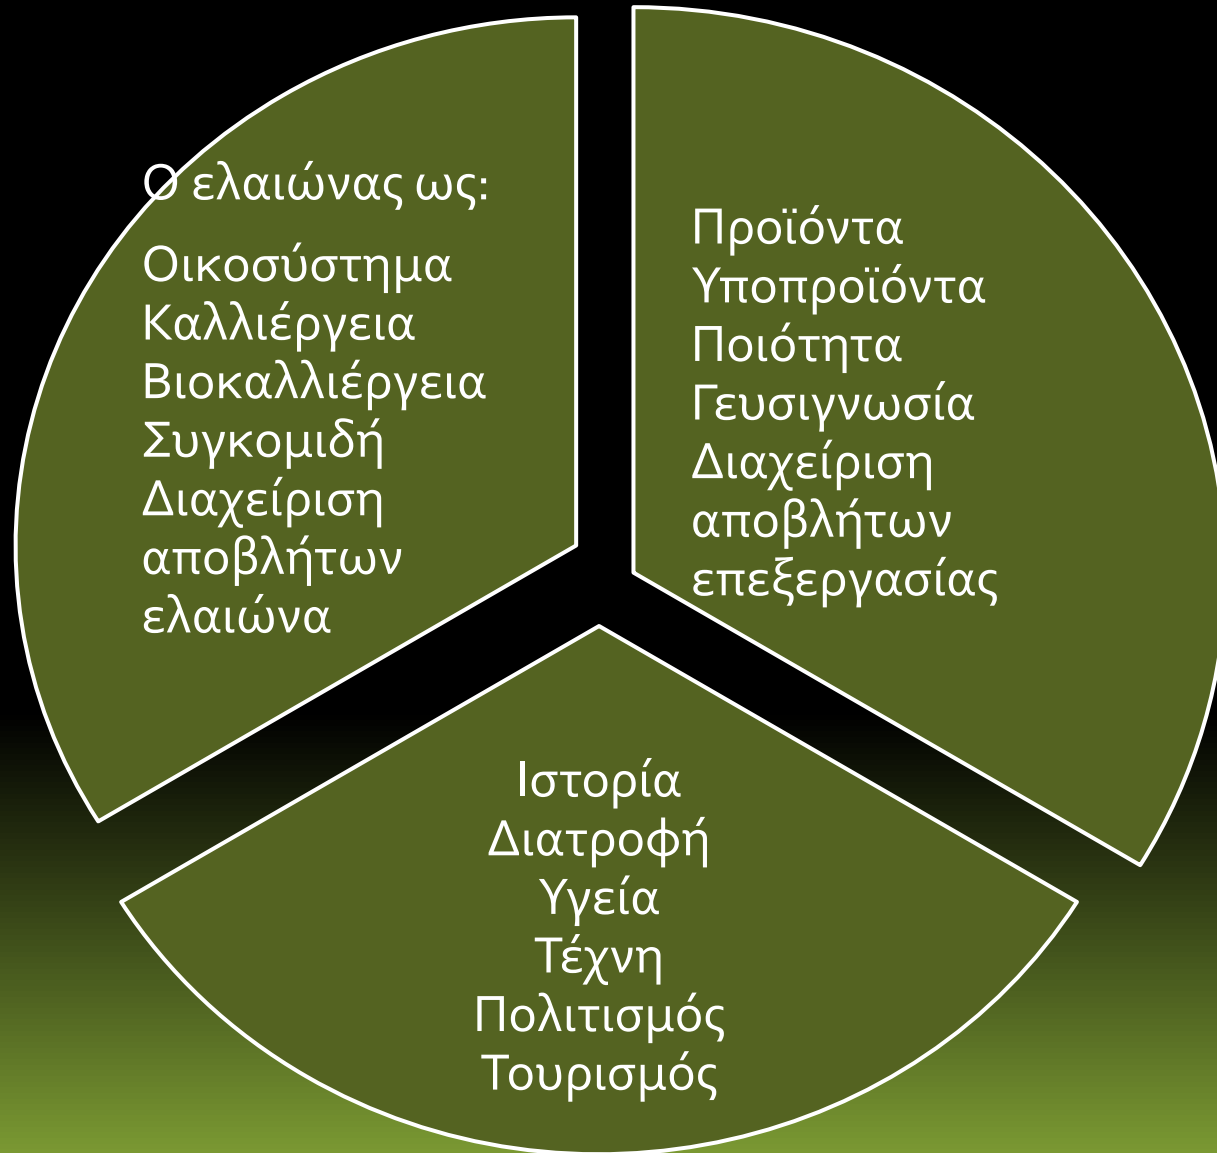 Ο ελαιώνας ως:
Οικοσύστημα
Καλλιέργεια
Βιοκαλλιέργεια
Συγκομιδή
Διαχείριση
αποβλήτων
ελαιώνα
Προϊόντα
Υποπροϊόντα
Ποιότητα
Γευσιγνωσία
Διαχείριση
αποβλήτων
επεξεργασίας
Ιστορία
Διατροφή
Υγεία
Τέχνη
Πολιτισμός
Τουρισμός